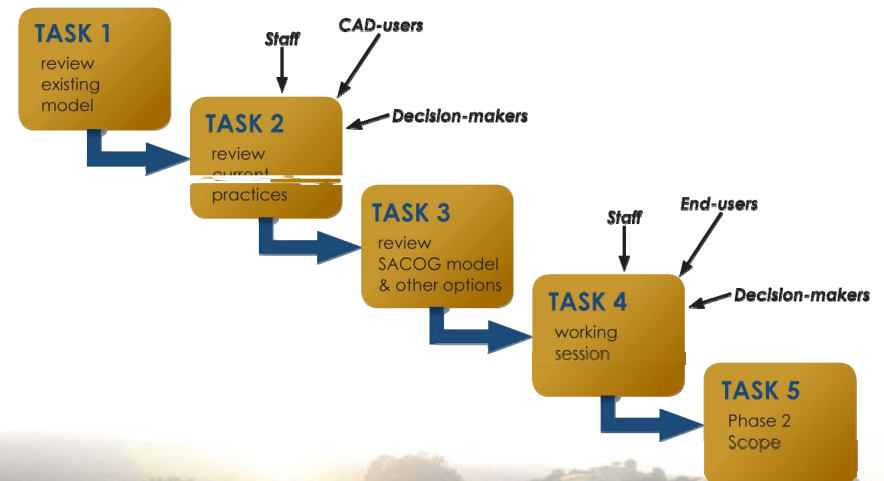 TASK 1
review
existing
model
Staff
CAD-users
Decision-makers
TASK 2
review
current
practices
TASK 3
review
SACOG model
& other options
Staff
End-users
Decision-makers
TASK 4
working
session
TASK 5
Phase 2
Scope